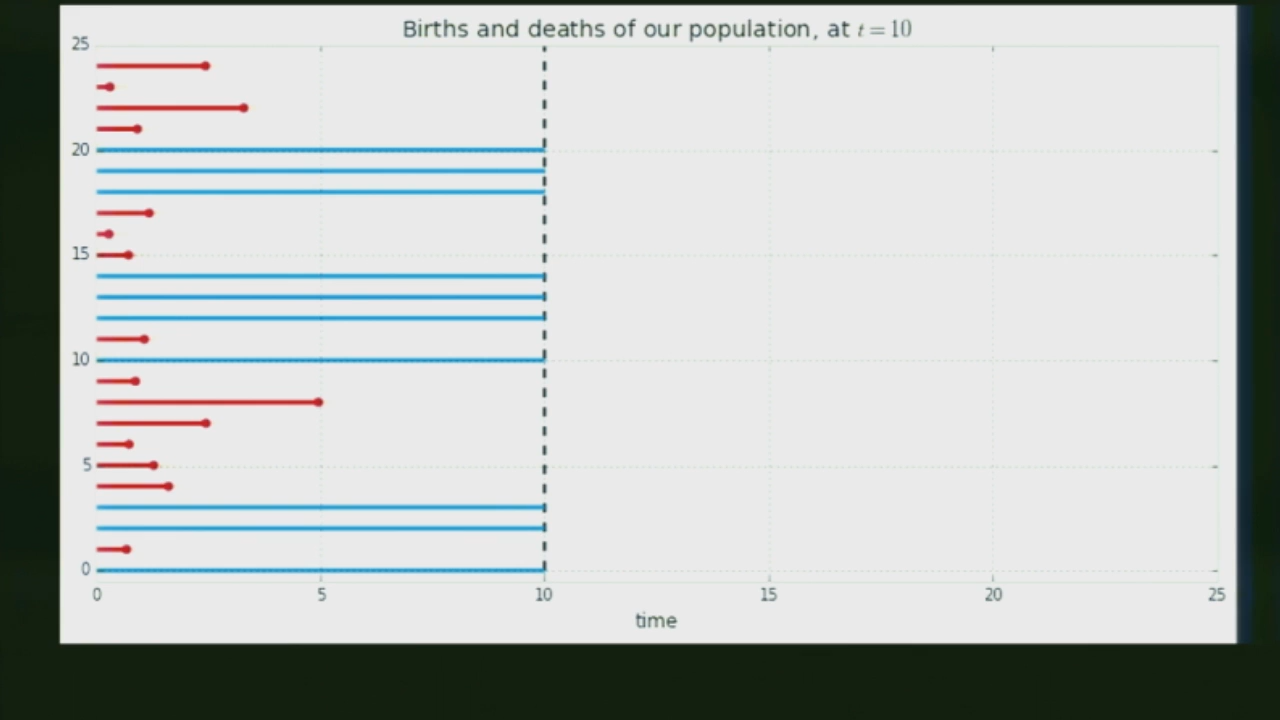 Births and deaths of our population, at t = 10
25
20
15
10
5
0
0 5 10 15 20 25
time